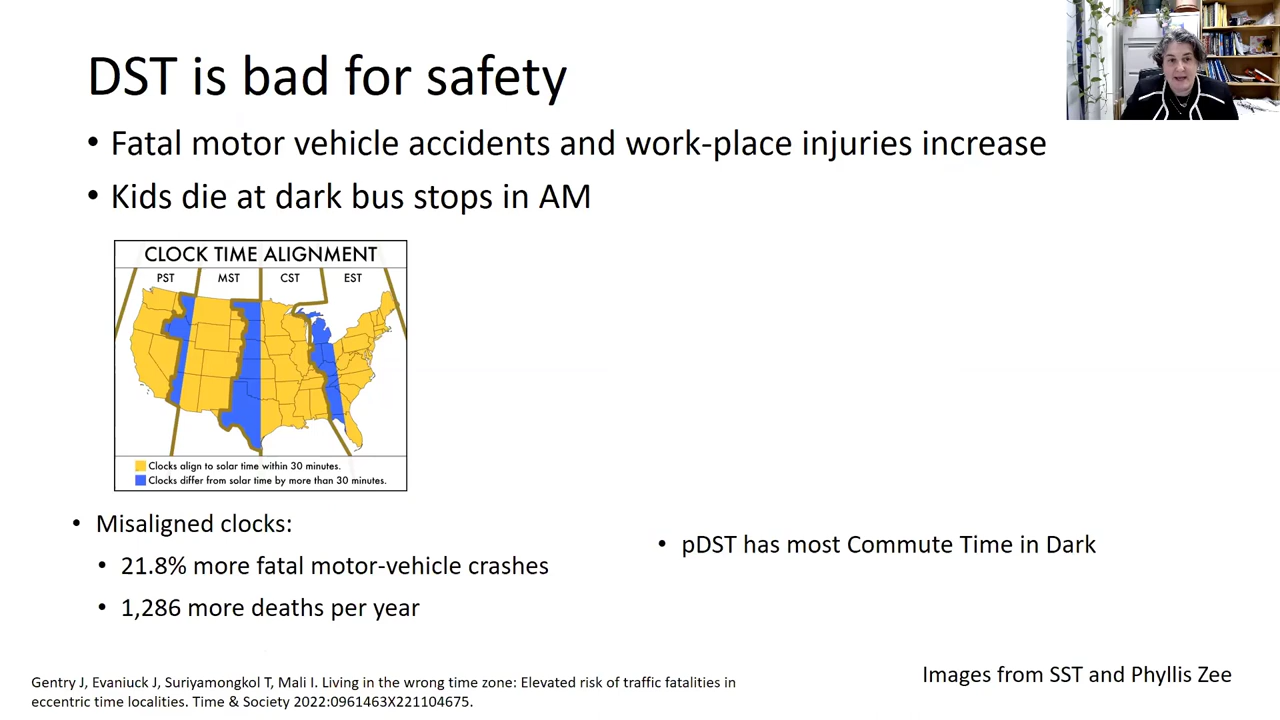 DST is bad for safety
• Fatal motor vehicle accidents and work-place injuries increase
• Kids die at dark bus stops in AM
CLOCK TIME ALIGNMENT
PST MST CST EST
Clocks align to solar time within 30 minutes.
Clocks differ from solar time by more than 30 minutes.
• Misaligned clocks:
• 21.8% more fatal motor-vehicle crashes
• 1,286 more deaths per year
• pDST has most Commute Time in Dark
Images from SST and Phyllis Zee
Gentry J, Evaniuck J, Suriyamongkol T, Mali I. Living in the wrong time zone: Elevated risk of traffic fatalities in
eccentric time localities. Time & Society 2022:0961463X221104675.